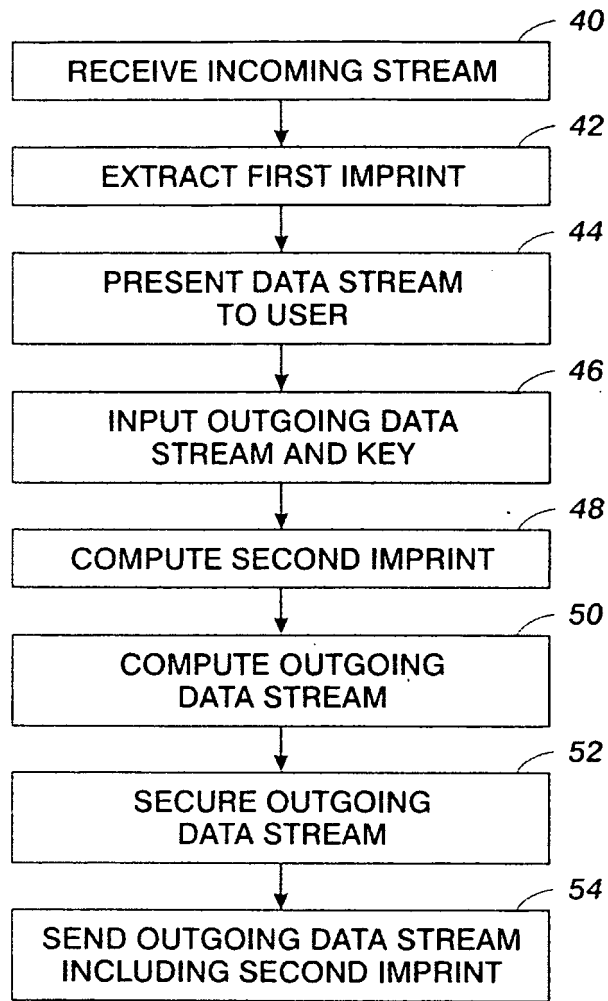 40
RECEIVE INCOMING STREAM
42
EXTRACT FIRST IMPRINT
44
PRESENT DATA STREAM
TO USER
46
INPUT OUTGOING DATA
STREAM AND KEY
48
COMPUTE SECOND IMPRINT
50
COMPUTE OUTGOING
DATA STREAM
52
SECURE OUTGOING
DATA STREAM
54
SEND OUTGOING DATA STREAM
INCLUDING SECOND IMPRINT